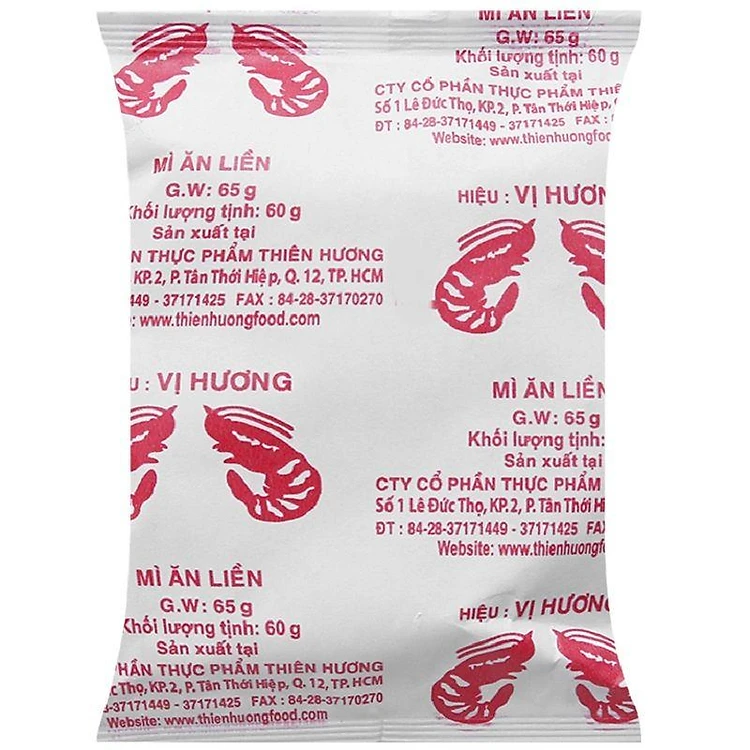 MÌ ĂN LIỀN
G.W: 65 g
Khối lượng tịnh: 60 g
Sản xuất tại
CTY CỔ PHẦN THỰC PHẨM THIÊ
Số 1 Lê Đức Thọ, KP.2, P. Tân Thới Hiệp,
ĐT : 84-28-37171449 - 37171425 FAX :
Website: www.thienhuongfoo
MÌ ĂN LIỀN
G.W: 65 g
Khối lượng tịnh: 60 g
Sản xuất tại
N THỰC PHẨM THIÊN HƯƠNG
KP.2, P. Tân Thới Hiệp, Q. 12, TP. HCM
449 - 37171425 FAX : 84-28-37170270
: www.thienhuongfood.com
HIỆU : VỊ HƯƠN
U : VỊ HƯƠNG
MÌ ĂN LIỀN
G.W: 65 g
Khối lượng tịnh:
Sản xuất tại
CTY CỔ PHẦN THỰC PHẨM
Số 1 Lê Đức Thọ, KP.2, P. Tân Thới Hi
ĐT : 84-28-37171449 - 37171425 FAX
Website: www.thienhuongf
MÌ ĂN LIỀN
G.W: 65 g
Khối lượng tịnh: 60 g
Sản xuất tại
PHẦN THỰC PHẨM THIÊN HƯƠNG
c Thọ, KP.2, P. Tân Thới Hiệp, Q. 12, TP. HCM
-37171449 - 37171425 FAX : 84-28-37170270
Website: www.thienhuongfood.com
HIỆU : VỊ HƯƠNG